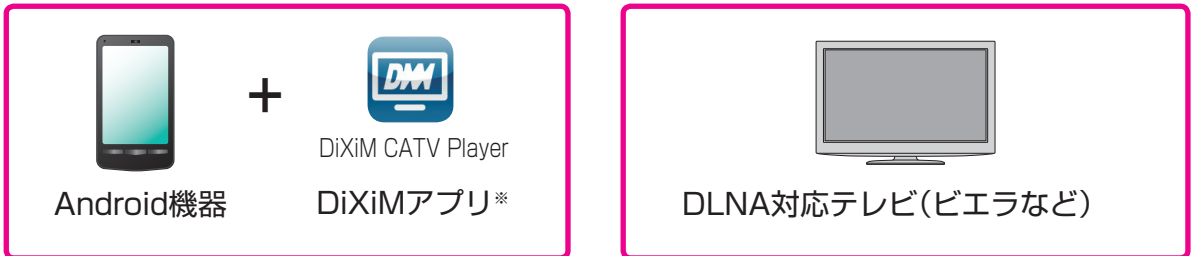 +
DiXiM CATV Player
Android機器
DiXiMアプリ※
DLNA対応テレビ(ビエラなど)